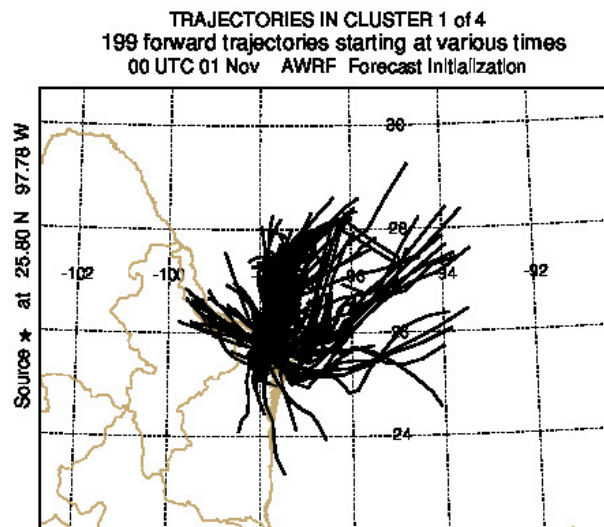 TRAJECTORIES IN CLUSTER 1 of 4
199 forward trajectories starting at various times
00 UTC 01 Nov AWRF Forecast Initialization
Source ★ at 25.80 N 97.78 W
30
28
-102
-100
-96
-94
-92
26
24